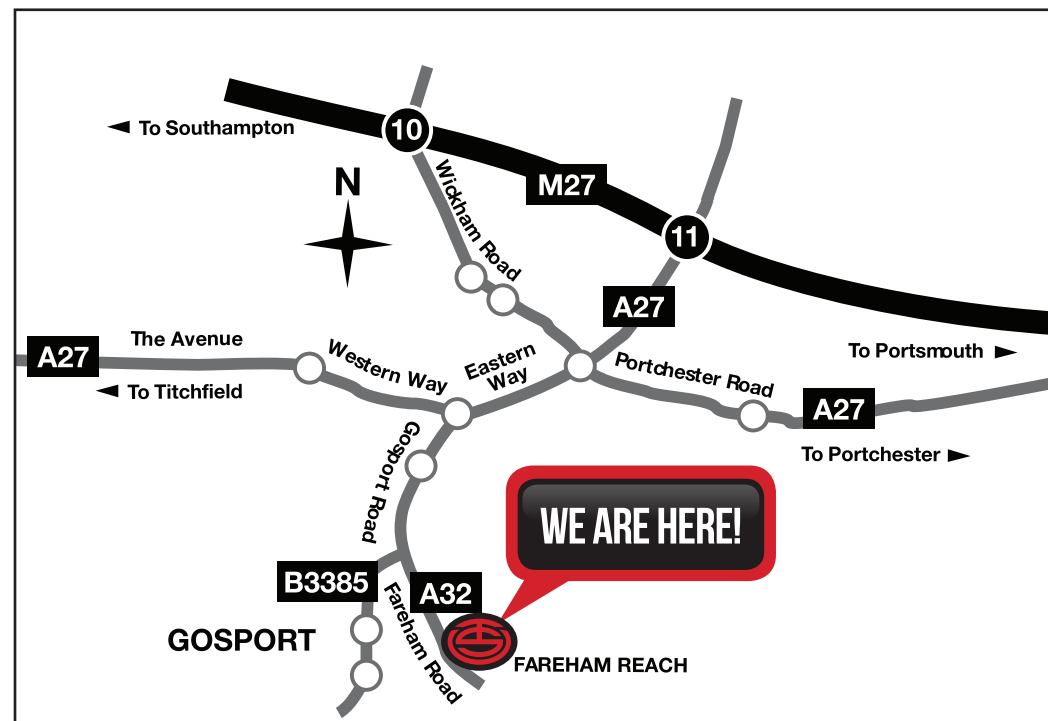 10
To Southampton
N
M27
Wickham Road
11
A27
The Avenue
A27
To Titchfield
Western Way
Eastern
Way
Portchester Road
To Portsmouth
A27
To Portchester
Gosport Road
WE ARE HERE!
B3385
A32
Fareham Road
GOSPORT
FAREHAM REACH